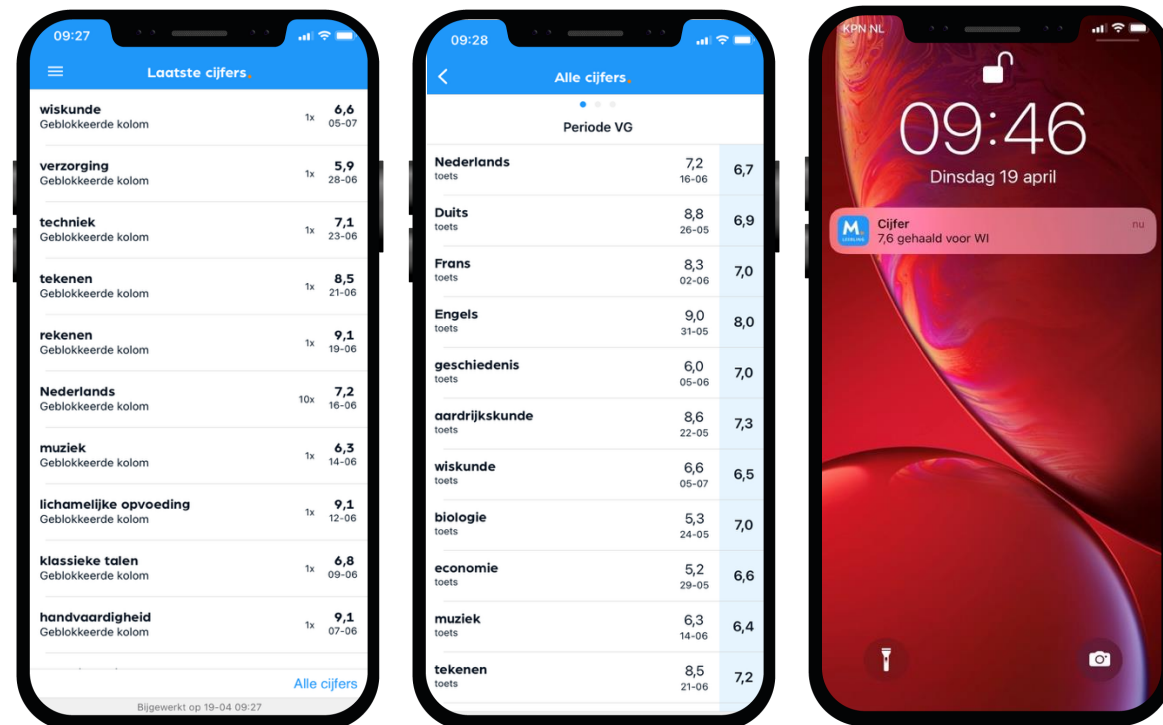 09:27
Laatste cijfers.
wiskunde
Geblokkeerde kolom
1x
6,6
05-07
verzorging
Geblokkeerde kolom
1x
5,9
28-06
techniek
Geblokkeerde kolom
1x
7,1
23-06
tekenen
Geblokkeerde kolom
1x
8,5
21-06
rekenen
Geblokkeerde kolom
1x
9,1
19-06
Nederlands
Geblokkeerde kolom
10x
7,2
16-06
muziek
Geblokkeerde kolom
1x
6,3
14-06
lichamelijke opvoeding
Geblokkeerde kolom
1x
9,1
12-06
klassieke talen
Geblokkeerde kolom
1x
6,8
09-06
handvaardigheid
Geblokkeerde kolom
1x
9,1
07-06
Alle cijfers
Bijgewerkt op 19-04 09:27
09:28
Alle cijfers.
Periode VG
Nederlands
toets
7,2
16-06
6,7
Duits
toets
8,8
26-05
6,9
Frans
toets
8,3
02-06
7,0
Engels
toets
9,0
31-05
8,0
geschiedenis
toets
6,0
05-06
7,0
aardrijkskunde
toets
8,6
22-05
7,3
wiskunde
toets
6,6
05-07
6,5
biologie
toets
5,3
24-05
7,0
economie
toets
5,2
29-05
6,6
muziek
toets
6,3
14-06
6,4
tekenen
toets
8,5
21-06
7,2
KPN NL
09:46
Dinsdag 19 april
M.
LEERLING
Cijfer
nu
7,6 gehaald voor WI